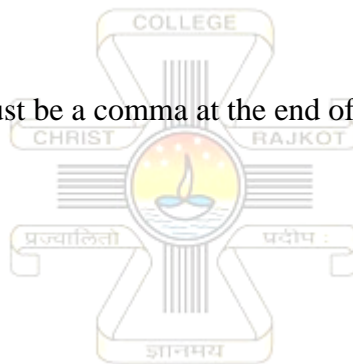 COLLEGE
ust be a comma at the end of
CHRIST RAJKOT
प्रज्वालितो प्रदीप :
ज्ञानमय